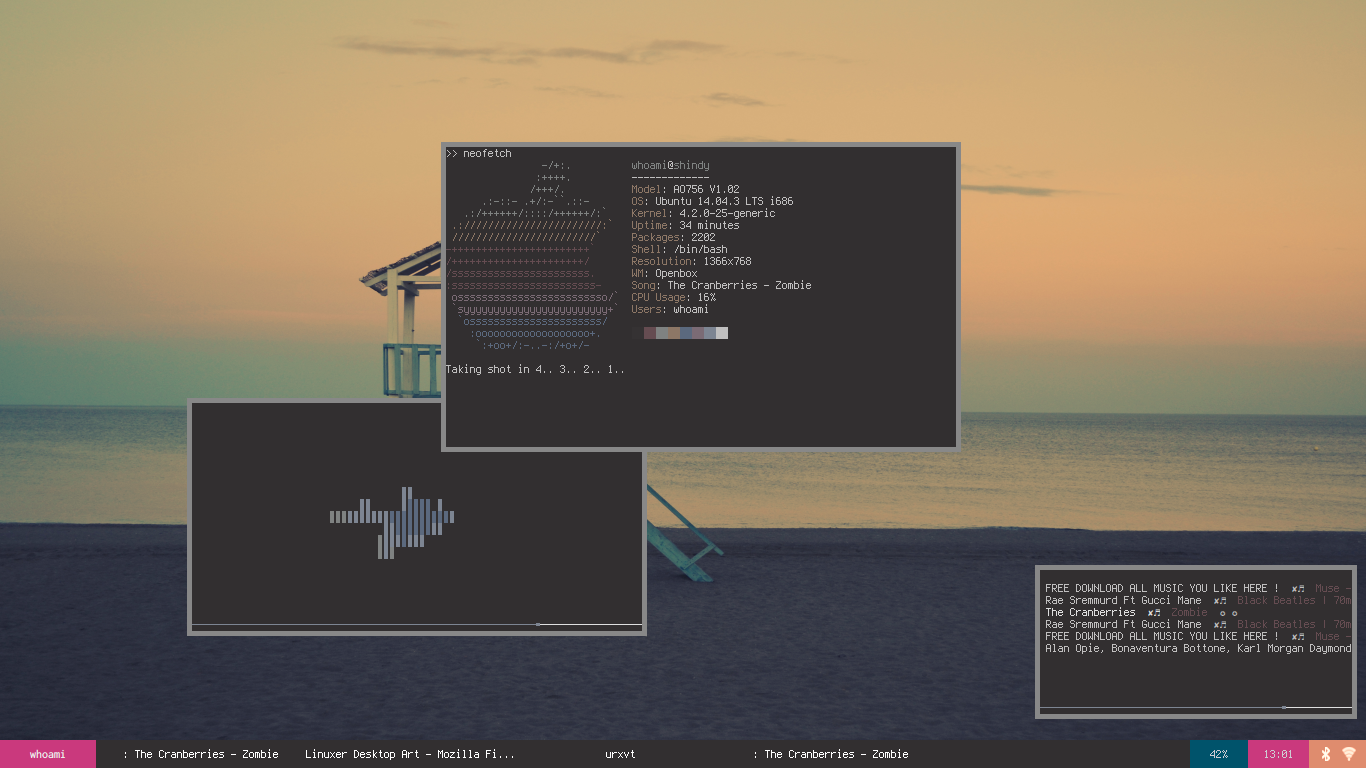 >> neofetch
whoami@shindy
-------------
Model: AO756 V1.02
OS: Ubuntu 14.04.3 LTS i686
Kernel: 4.2.0-25-generic
Uptime: 34 minutes
Packages: 2202
Shell: /bin/bash
Resolution: 1366x768
WM: Openbox
Song: The Cranberries - Zombie
CPU Usage: 16%
Users: whoami
Taking shot in 4.. 3.. 2.. 1..
FREE DOWNLOAD ALL MUSIC YOU LIKE HERE ! Muse -
Rae Sremmurd Ft Gucci Mane Black Beatles | 70m
The Cranberries Zombie
Rae Sremmurd Ft Gucci Mane Black Beatles | 70m
FREE DOWNLOAD ALL MUSIC YOU LIKE HERE ! Muse -
Alan Opie, Bonaventura Bottone, Karl Morgan Daymond
whoami : The Cranberries - Zombie Linuxer Desktop Art - Mozilla Fi... urxvt : The Cranberries - Zombie 42% 13:01